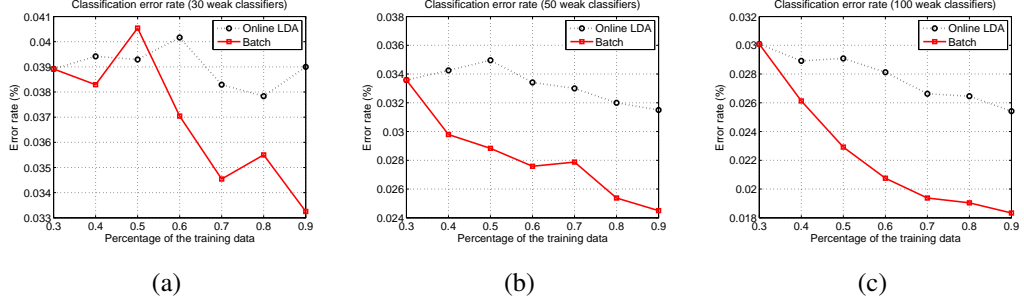 Classification error rate (30 weak classifiers)
Online LDA
Batch
Error rate (%)
0.04
0.039
0.038
0.037
0.036
0.035
0.034
0.033
0.3 0.4 0.5 0.6 0.7 0.8 0.9
Percentage of the training data
(a)
Classification error rate (50 weak classifiers)
Online LDA
Batch
Error rate (%)
0.038
0.036
0.034
0.032
0.03
0.028
0.026
0.024
0.3 0.4 0.5 0.6 0.7 0.8 0.9
Percentage of the training data
(b)
Classification error rate (100 weak classifiers)
Online LDA
Batch
Error rate (%)
0.032
0.03
0.028
0.026
0.024
0.022
0.02
0.018
0.3 0.4 0.5 0.6 0.7 0.8 0.9
Percentage of the training data
(c)